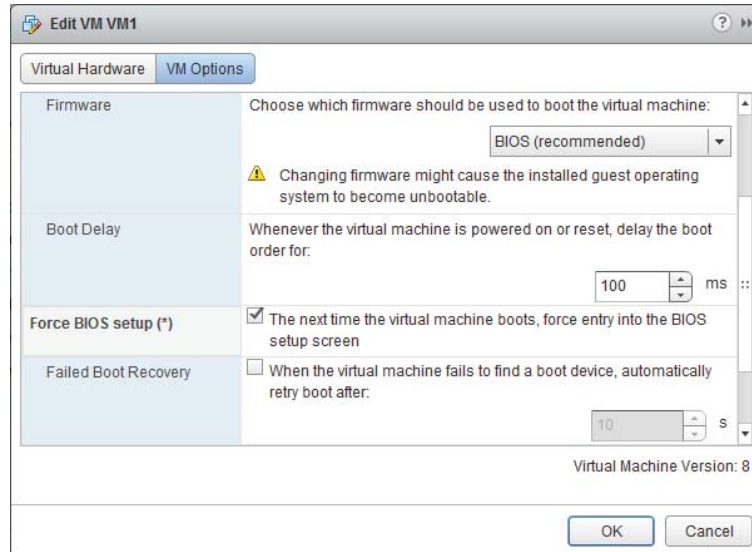 Edit VM VM1
?
Virtual Hardware
VM Options
Firmware
Choose which firmware should be used to boot the virtual machine:
BIOS (recommended)
Changing firmware might cause the installed guest operating
system to become unbootable.
Boot Delay
Whenever the virtual machine is powered on or reset, delay the boot
order for:
100 ms
Force BIOS setup (*)
The next time the virtual machine boots, force entry into the BIOS
setup screen
Failed Boot Recovery
When the virtual machine fails to find a boot device, automatically
retry boot after:
10 s
Virtual Machine Version: 8
OK
Cancel